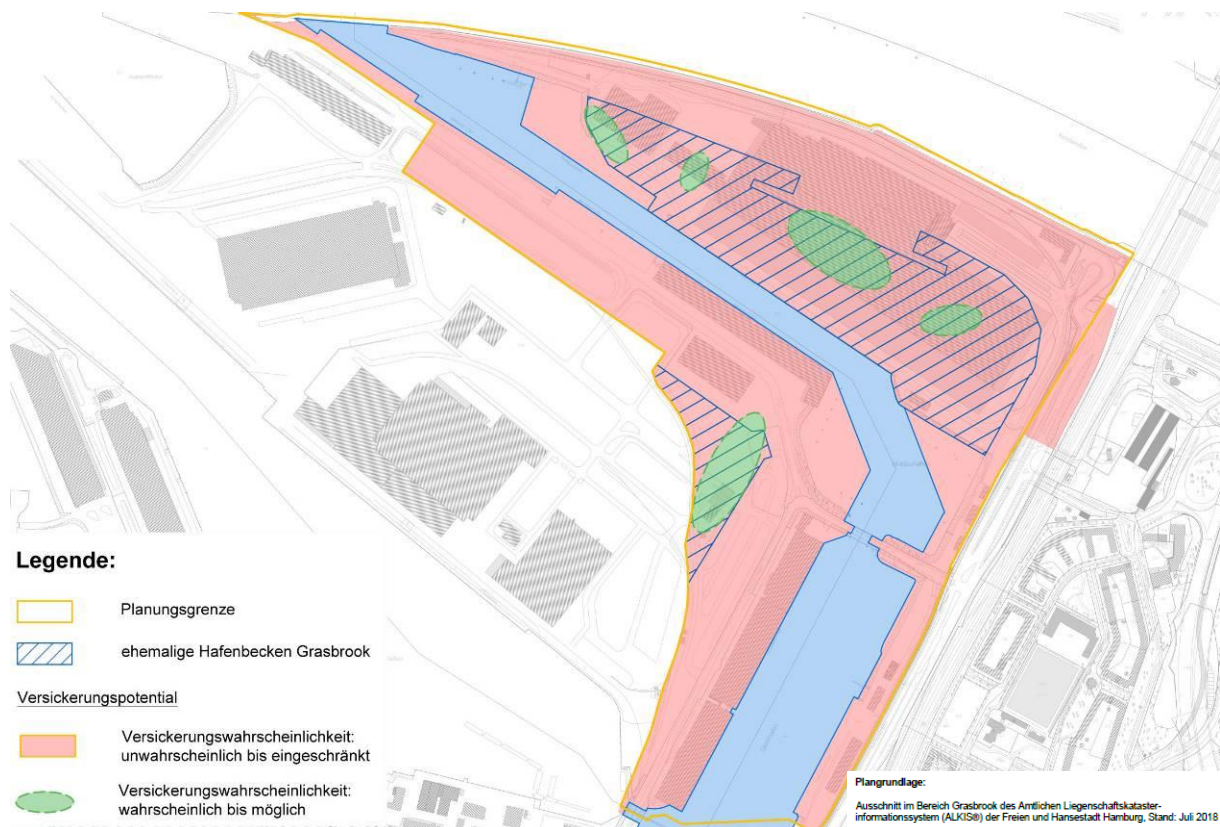 Legende:
Planungsgrenze
ehemalige Hafenbecken Grasbrook
Versickerungspotential
Versickerungswahrscheinlichkeit:
unwahrscheinlich bis eingeschränkt
Versickerungswahrscheinlichkeit:
wahrscheinlich bis möglich
Plangrundlage:
Ausschnitt im Bereich Grasbrook des Amtlichen Liegenschaftskataster-
informationssystem (ALKIS®) der Freien und Hansestadt Hamburg, Stand: Juli 2018